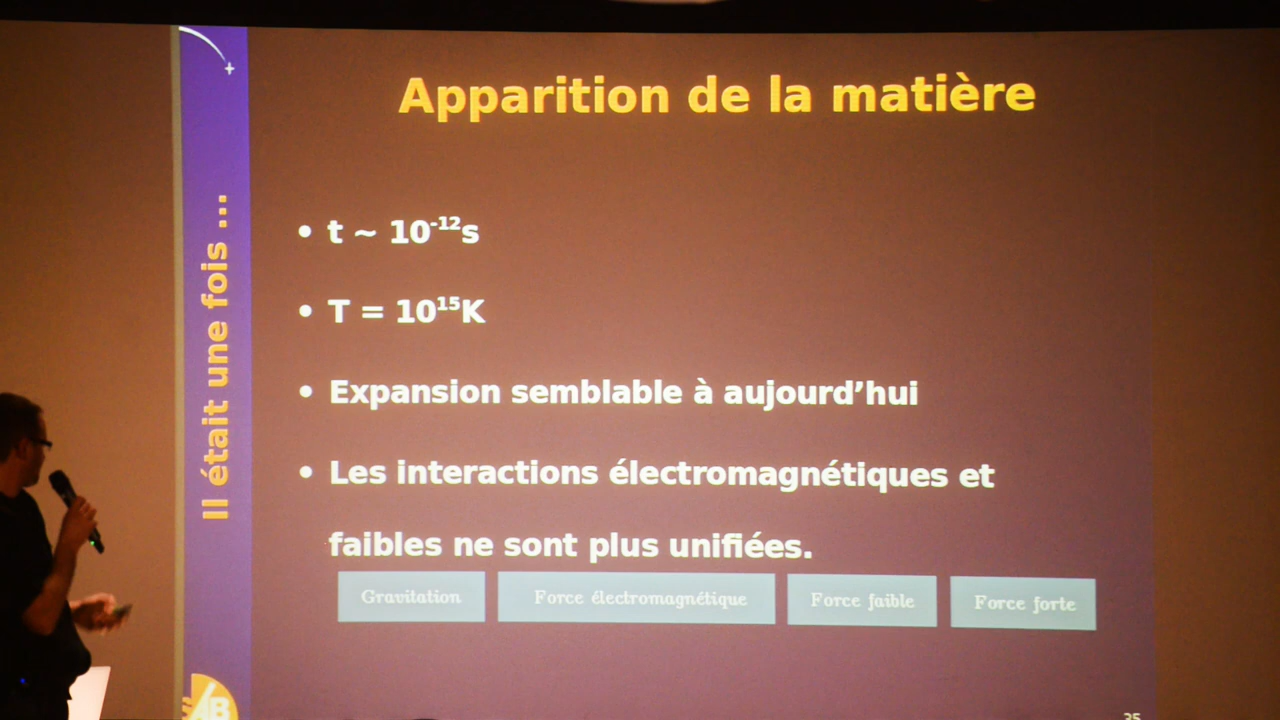 Apparition de la matière
Il était une fois ...
• t ~ 10⁻¹²s
• T = 10¹⁵K
• Expansion semblable à aujourd’hui
• Les interactions électromagnétiques et
faibles ne sont plus unifiées.
Gravitation
Force électromagnétique
Force faible
Force forte